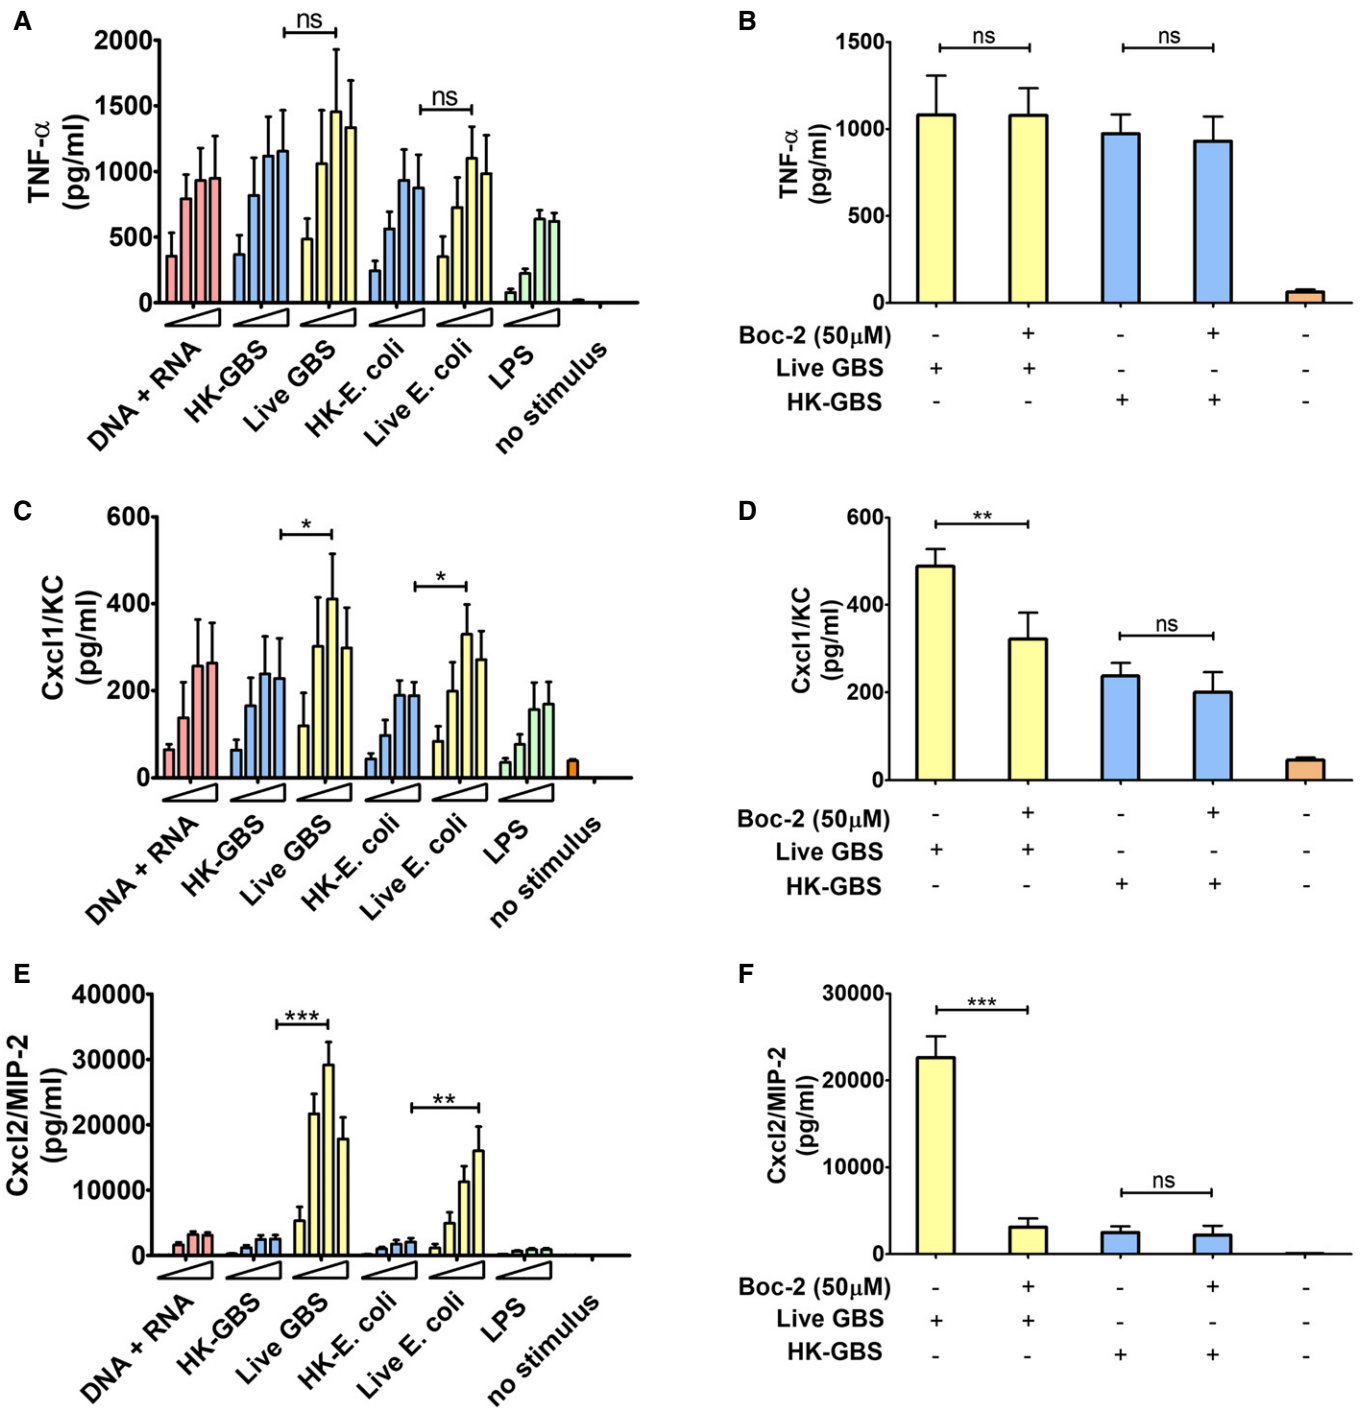 A
ns
ns
2000
1500
1000
500
0
TNF-α
(pg/ml)
DNA + RNA
HK-GBS
Live GBS
HK-E. coli
Live E. coli
LPS
no stimulus
B
ns
ns
1500
1000
500
0
TNF-α
(pg/ml)
Boc-2 (50μM) - + - + -
Live GBS + + - - -
HK-GBS - - + + -
C
*
*
600
400
200
0
Cxcl1/KC
(pg/ml)
DNA + RNA
HK-GBS
Live GBS
HK-E. coli
Live E. coli
LPS
no stimulus
D
**
ns
600
400
200
0
Cxcl1/KC
(pg/ml)
Boc-2 (50μM) - + - + -
Live GBS + + - - -
HK-GBS - - + + -
E
***
**
40000
30000
20000
10000
0
Cxcl2/MIP-2
(pg/ml)
DNA + RNA
HK-GBS
Live GBS
HK-E. coli
Live E. coli
LPS
no stimulus
F
***
ns
30000
20000
10000
0
Cxcl2/MIP-2
(pg/ml)
Boc-2 (50μM) - + - + -
Live GBS + + - - -
HK-GBS - - + + -